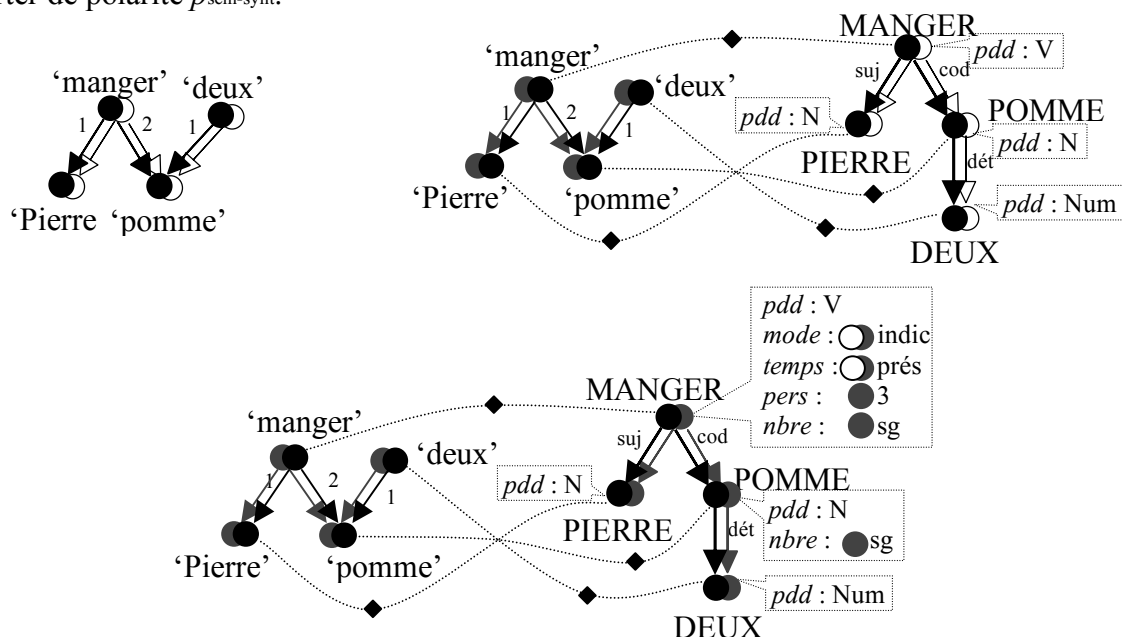 rter de polarité psem-synt.
‘manger’
‘deux’
1
2
1
‘Pierre
‘pomme’
‘manger’
‘deux’
1
2
1
‘Pierre’
‘pomme’
MANGER
pdd : V
suj
cod
pdd : N
PIERRE
POMME
pdd : N
dét
pdd : Num
DEUX
‘manger’
‘deux’
1
2
1
‘Pierre’
‘pomme’
MANGER
pdd : V
mode : indic
temps : prés
pers : 3
nbre : sg
suj
cod
pdd : N
PIERRE
POMME
pdd : N
nbre : sg
dét
pdd : Num
DEUX